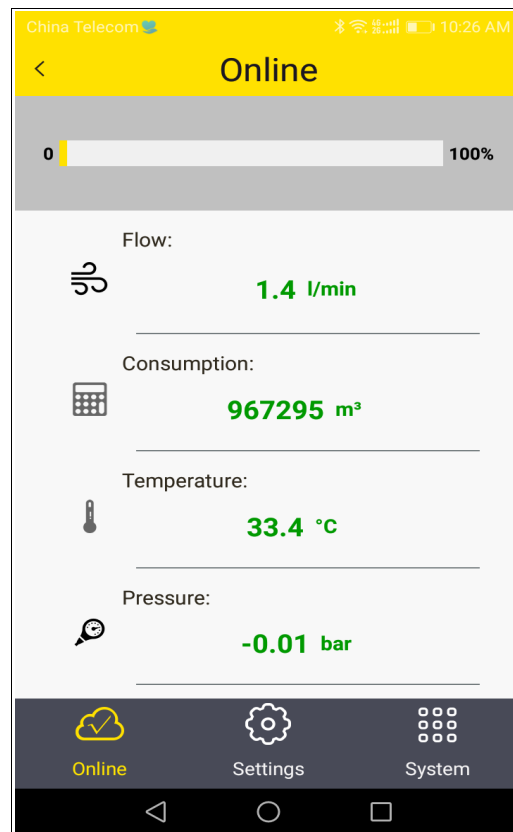 China Telecom
10:26 AM
Online
0
100%
Flow:
1.4 l/min
Consumption:
967295 m³
Temperature:
33.4 °C
Pressure:
-0.01 bar
Online
Settings
System